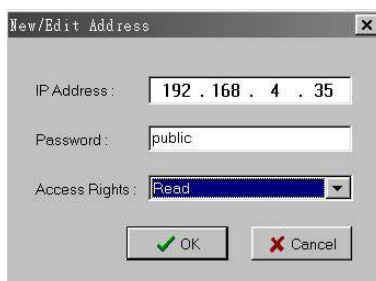 New/Edit Address
IP Address : 192 . 168 . 4 . 35
Password : public
Access Rights : Read
OK Cancel